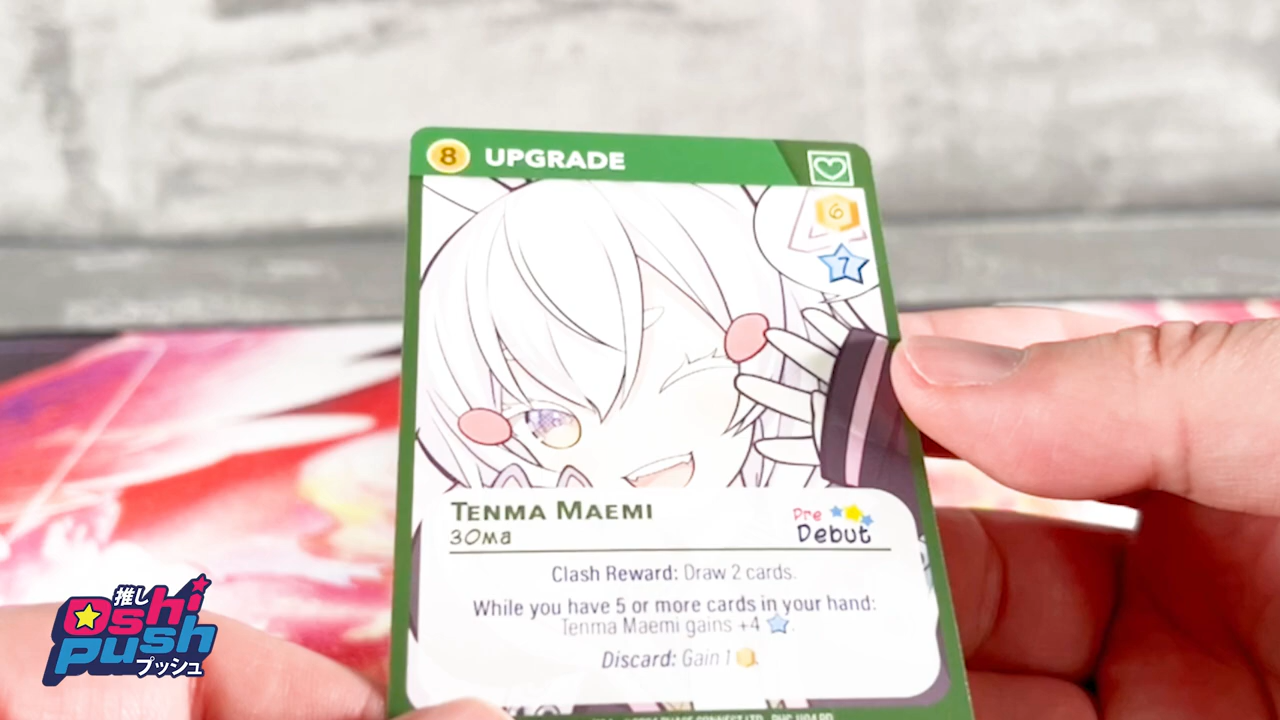 8 UPGRADE
6
7
TENMA MAEMI
30ma
Pre
Debut
Clash Reward: Draw 2 cards.
While you have 5 or more cards in your hand:
Tenma Maemi gains +4 .
Discard: Gain 1 .
推し
Oshi
push
プッシュ